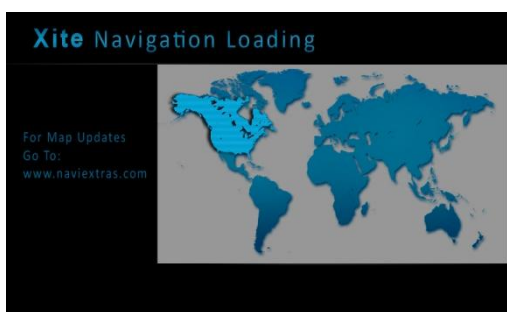 Xite Navigation Loading
For Map Updates
Go To:
www.naviextras.com